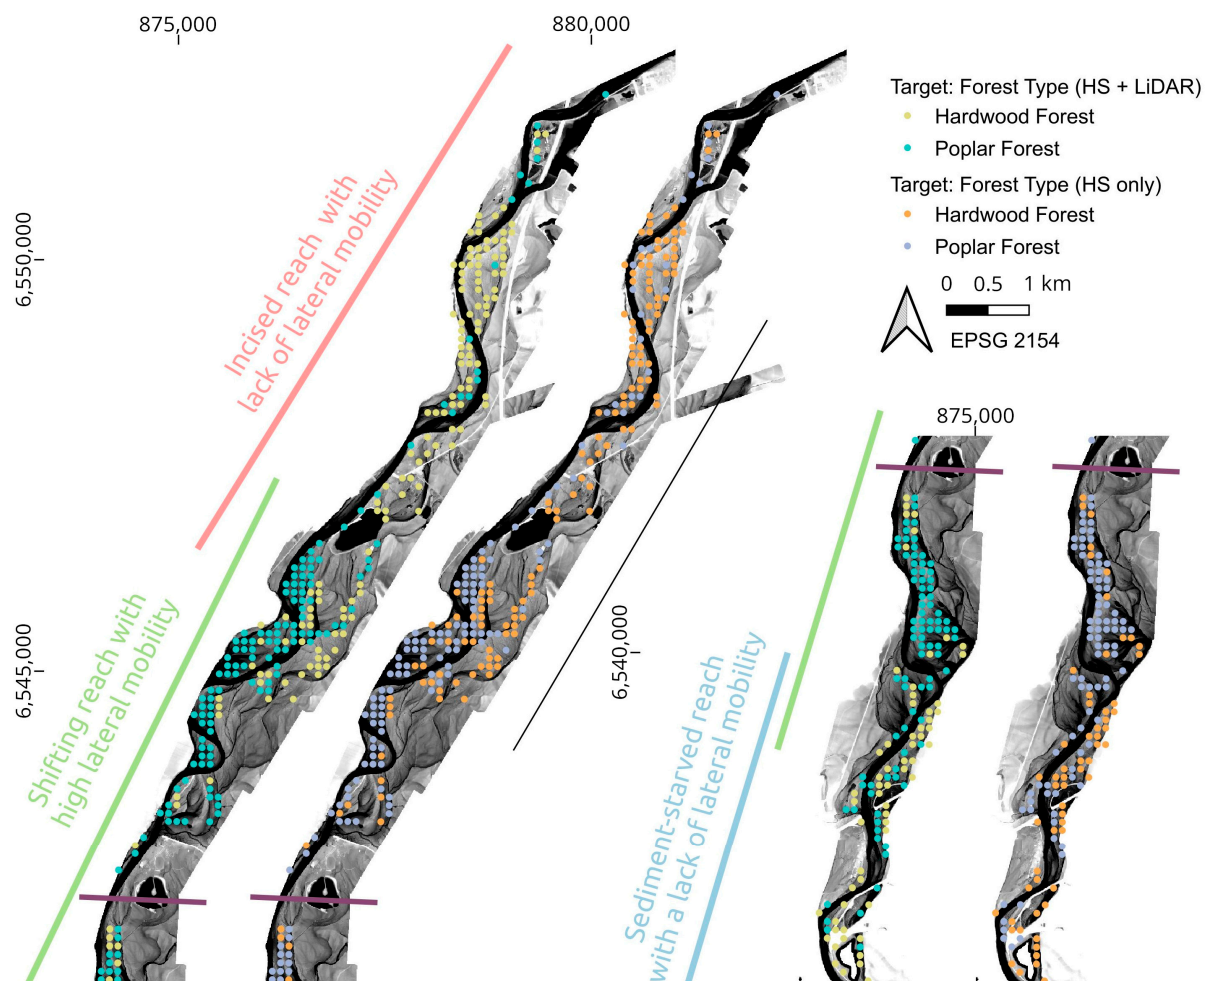 875,000
880,000
Target: Forest Type (HS + LiDAR)
Hardwood Forest
Poplar Forest
Target: Forest Type (HS only)
Hardwood Forest
Poplar Forest
0 0.5 1 km
EPSG 2154
6,550,000
Incised reach with
lack of lateral mobility
875,000
6,545,000
Shifting reach with
high lateral mobility
6,540,000
Sediment-starved reach
with a lack of lateral mobility